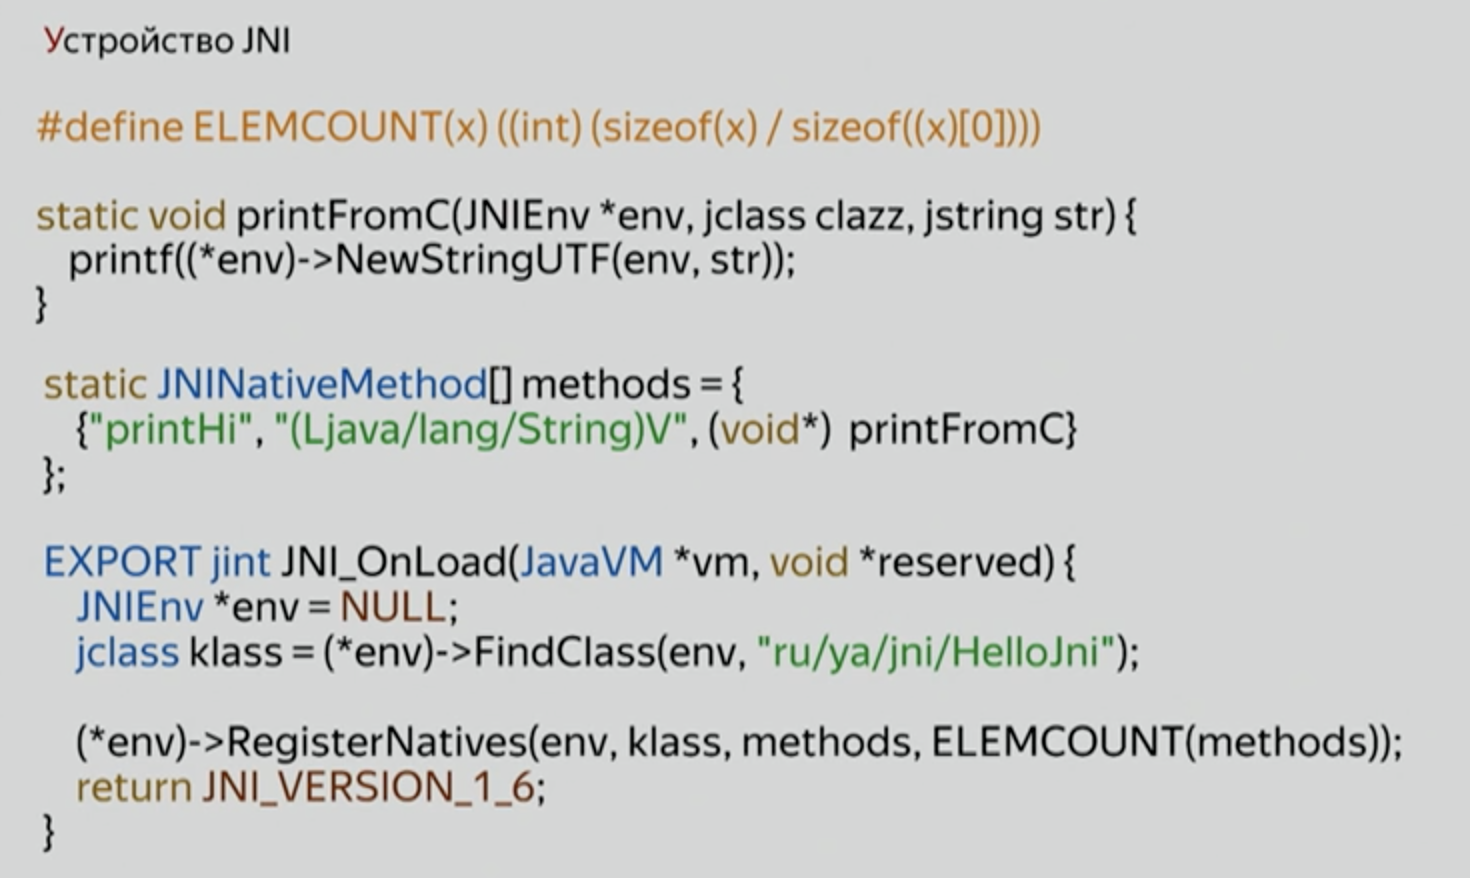 Устройство JNI
#define ELEMCOUNT(x) ((int) (sizeof(x) / sizeof((x)[0])))
static void printFromC(JNIEnv *env, jclass clazz, jstring str) {
printf((*env)->NewStringUTF(env, str));
}
static JNINativeMethod[] methods = {
{"printHi", "(Ljava/lang/String)V", (void*) printFromC}
};
EXPORT jint JNI_OnLoad(JavaVM *vm, void *reserved) {
JNIEnv *env = NULL;
jclass klass = (*env)->FindClass(env, "ru/ya/jni/HelloJni");
(*env)->RegisterNatives(env, klass, methods, ELEMCOUNT(methods));
return JNI_VERSION_1_6;
}